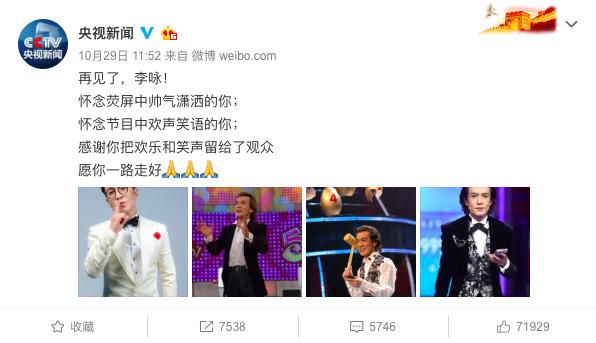 央视新闻
CCTV
央视新闻
10月29日 11:52 来自 微博 weibo.com
再见了，李咏！
怀念荧屏中帅气潇洒的你；
怀念节目中欢声笑语的你；
感谢你把欢乐和笑声留给了观众
愿你一路走好🙏🙏🙏
4
5
收藏
7538
5746
71929